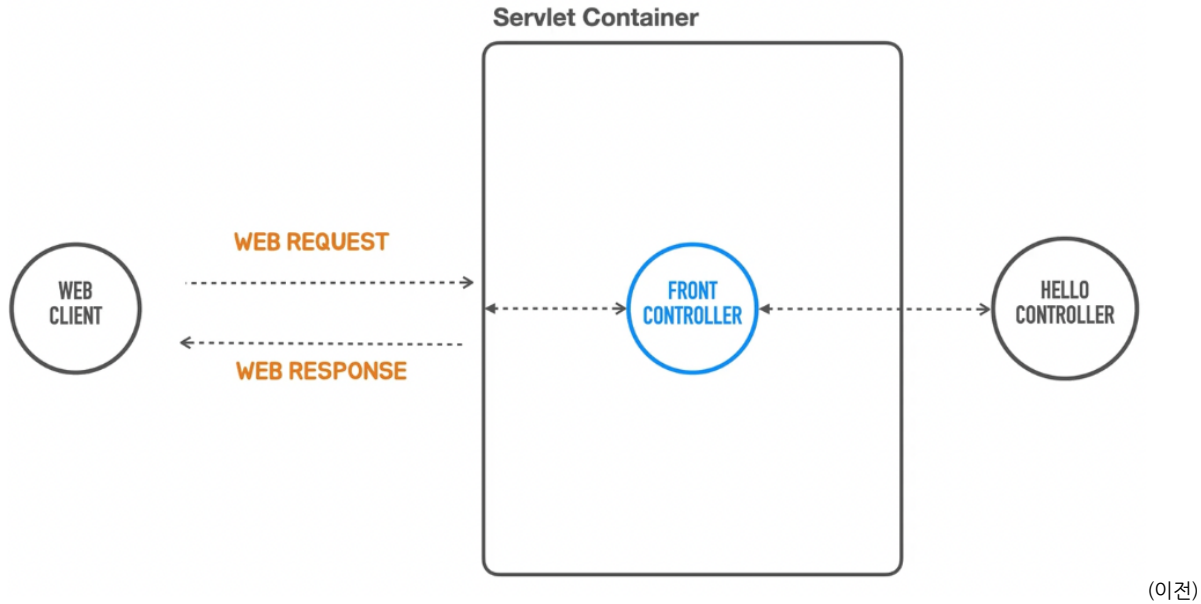 Servlet Container
WEB REQUEST
WEB
CLIENT
FRONT
CONTROLLER
HELLO
CONTROLLER
WEB RESPONSE
(이전)